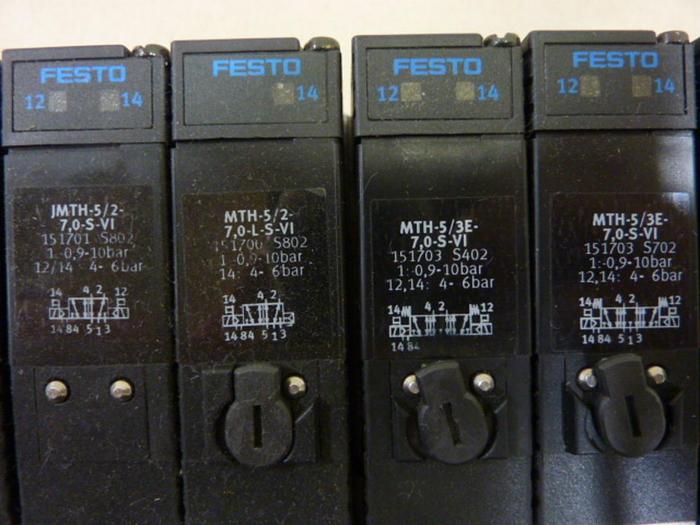 FESTO
12 14
JMTH-5/2-
7,0-S-VI
151701 S802
1: -0,9-10bar
12/14: 4- 6bar
14 4 2 12
14 84 5 1 3
FESTO
14
MTH-5/2-
7,0-L-S-VI
151700 S802
1: -0,9-10bar
14: 4- 6bar
14 4 2
14 84 5 1 3
FESTO
12 14
MTH-5/3E-
7,0-S-VI
151703 S402
1: -0,9-10bar
12,14: 4- 6bar
14 4 2 12
14 84
FESTO
12 14
MTH-5/3E-
7,0-S-VI
151703 S702
1: -0,9-10bar
12,14: 4- 6bar
14 4 2 12
14 84 5 1 3